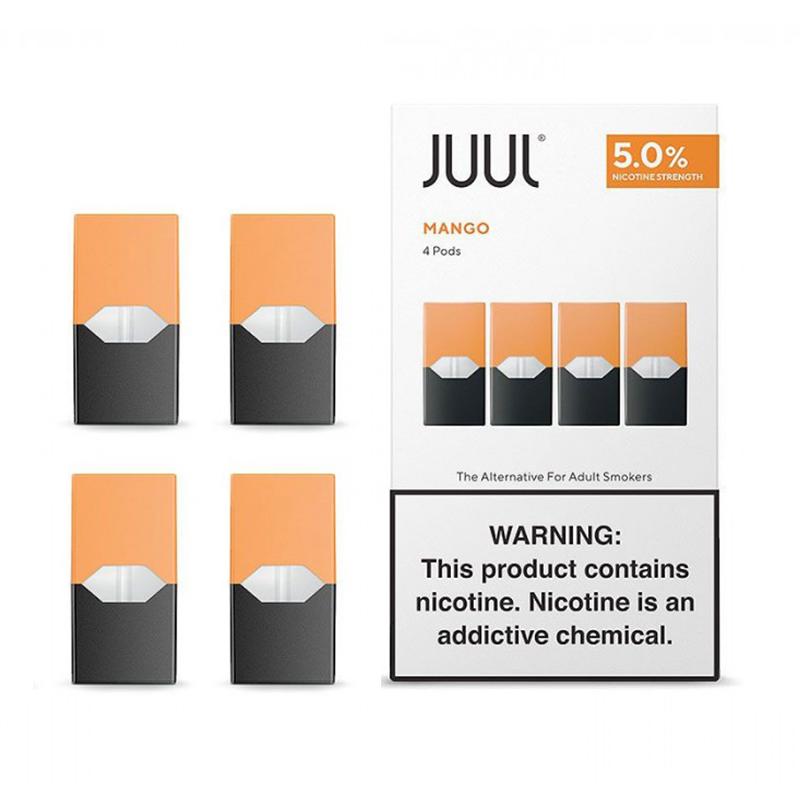 JUUL®
5.0%
NICOTINE STRENGTH
MANGO
4 Pods
The Alternative For Adult Smokers
WARNING:
This product contains
nicotine. Nicotine is an
addictive chemical.